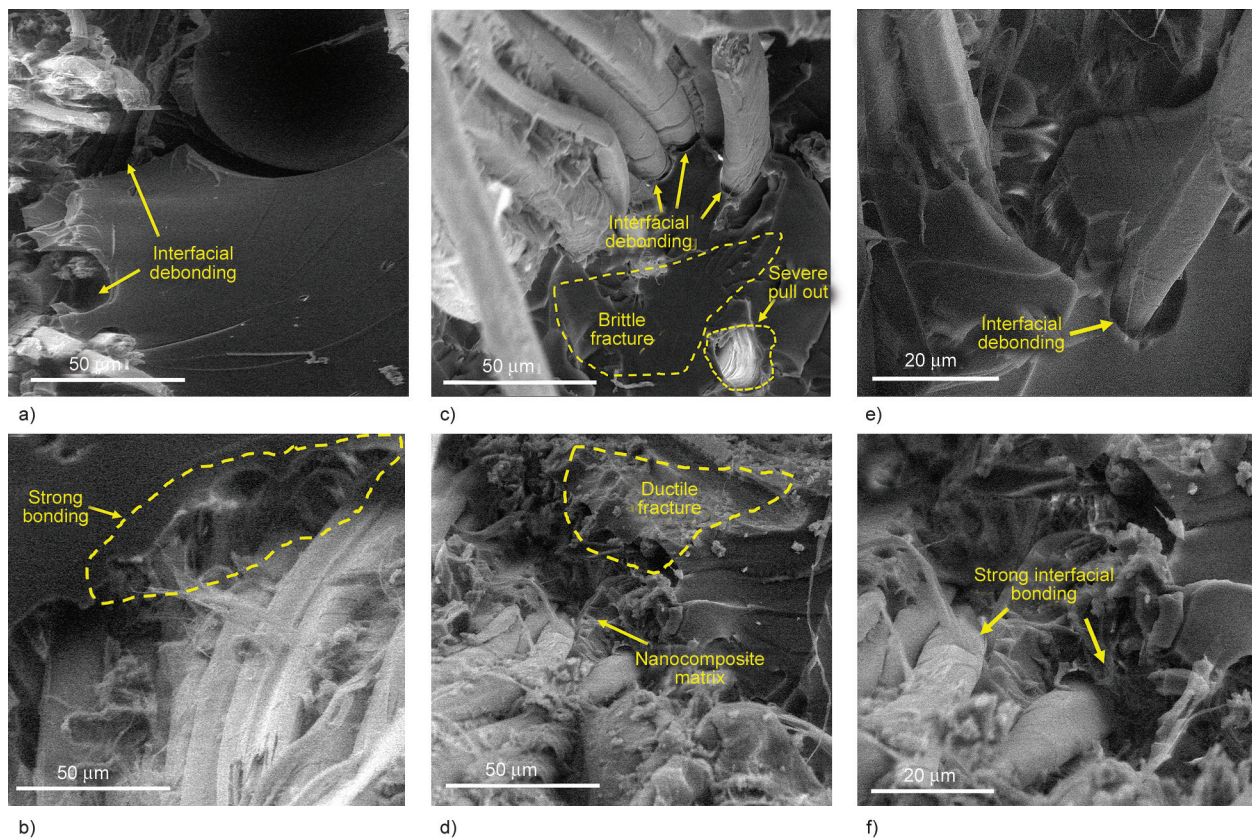 Interfacial
debonding
50 μm
a)
Interfacial
debonding
Severe
pull out
Brittle
fracture
50 μm
c)
Interfacial
debonding
20 μm
e)
Strong
bonding
50 μm
b)
Ductile
fracture
Nanocomposite
matrix
50 μm
d)
Strong interfacial
bonding
20 μm
f)